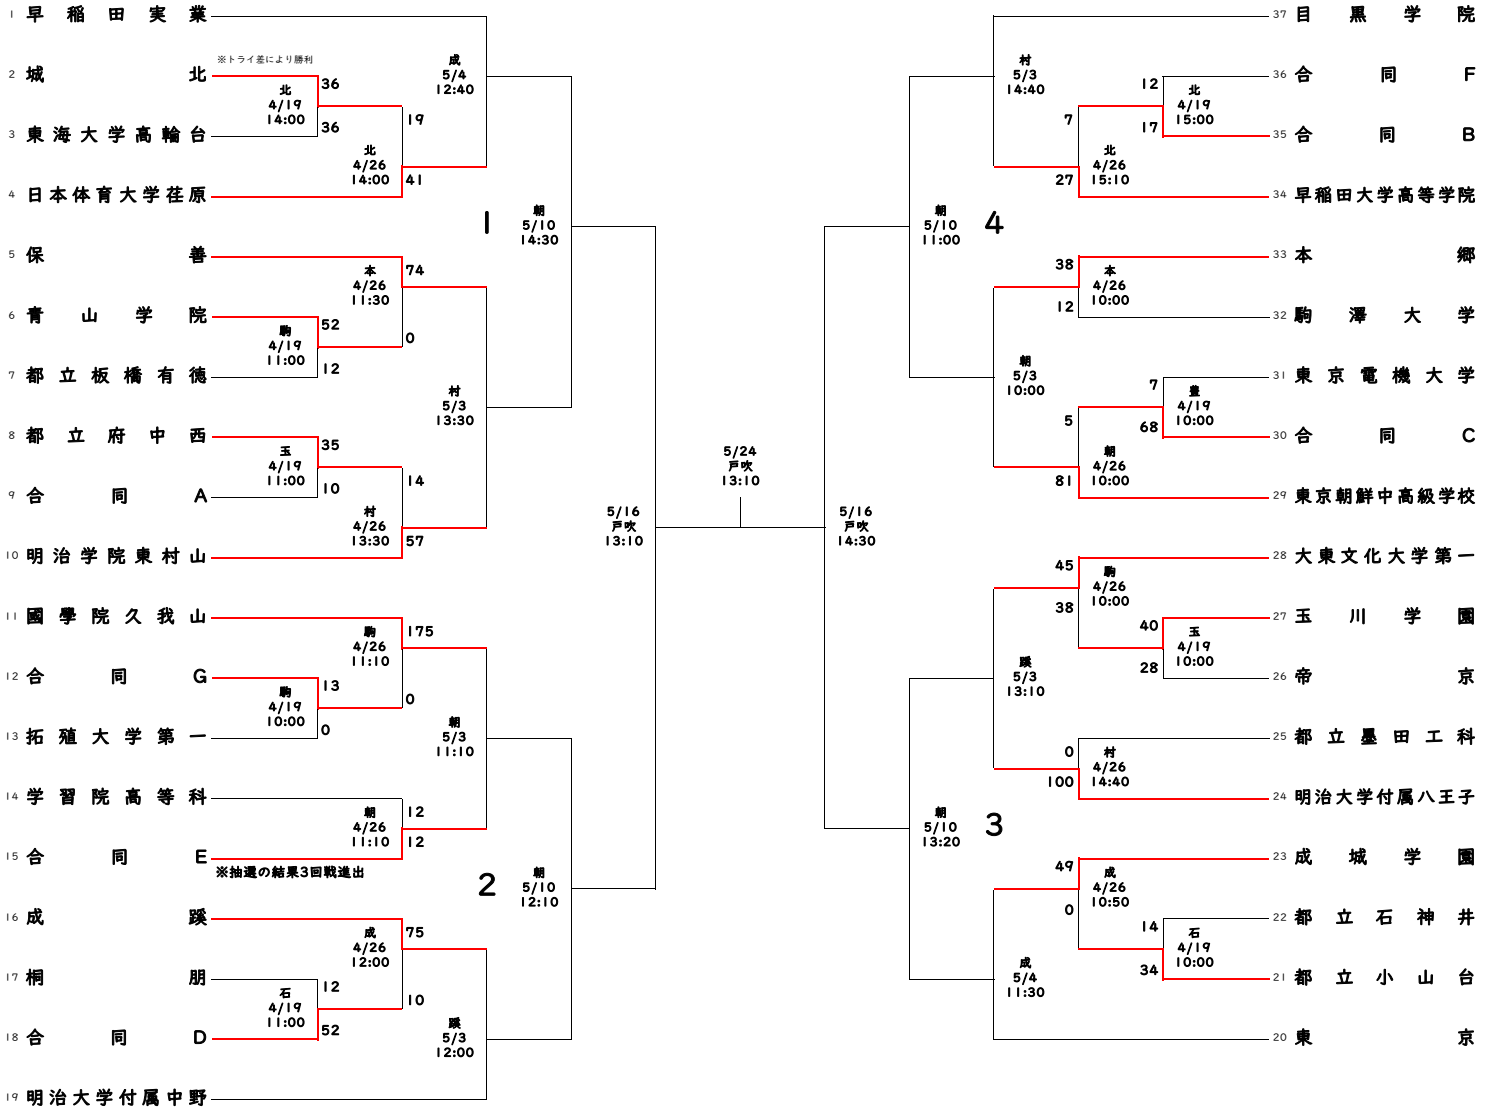 1 早稲田実業
※トライ差により勝利
2 城北
36
北
4/19
14:00
3 東海大学高輪台
36
19
北
4/26
14:00
4 日本体育大学荏原
41
成
5/4
12:40
1
朝
5/10
14:30
5 保善
74
本
4/26
11:30
6 青山学院
52
駒
4/19
11:00
0
7 都立板橋有徳
12
村
5/3
13:30
8 都立府中西
35
玉
4/19
11:00
9 合同A
10
14
村
4/26
13:30
10 明治学院東村山
57
11 國學院久我山
175
駒
4/26
11:10
12 合同G
13
駒
4/19
10:00
0
13 拓殖大学第一
0
朝
5/3
11:10
14 学習院高等科
12
朝
4/26
11:10
12
15 合同E
※抽選の結果3回戦進出
2
朝
5/10
12:10
16 成蹊
75
成
4/26
12:00
17 桐朋
12
石
4/19
11:00
10
18 合同D
52
蹊
5/3
12:00
19 明治大学付属中野
5/16
戸吹
13:10
5/24
戸吹
13:10
5/16
戸吹
14:30
37 目黒学院
村
5/3
14:40
36 合同F
12
北
4/19
15:00
35 合同B
17
7
北
4/26
15:10
27
34 早稲田大学高等学院
朝
5/10
11:00
4
33 本郷
38
本
4/26
10:00
12
32 駒澤大学
朝
5/3
10:00
31 東京電機大学
7
豊
4/19
10:00
68
30 合同C
5
朝
4/26
10:00
81
29 東京朝鮮中高級学校
28 大東文化大学第一
45
駒
4/26
10:00
38
27 玉川学園
40
玉
4/19
10:00
28
26 帝京
蹊
5/3
13:10
25 都立墨田工科
0
村
4/26
14:40
100
24 明治大学付属八王子
朝
5/10
13:20
3
23 成城学園
49
成
4/26
10:50
0
22 都立石神井
14
石
4/19
10:00
34
21 都立小山台
成
5/4
11:30
20 東京